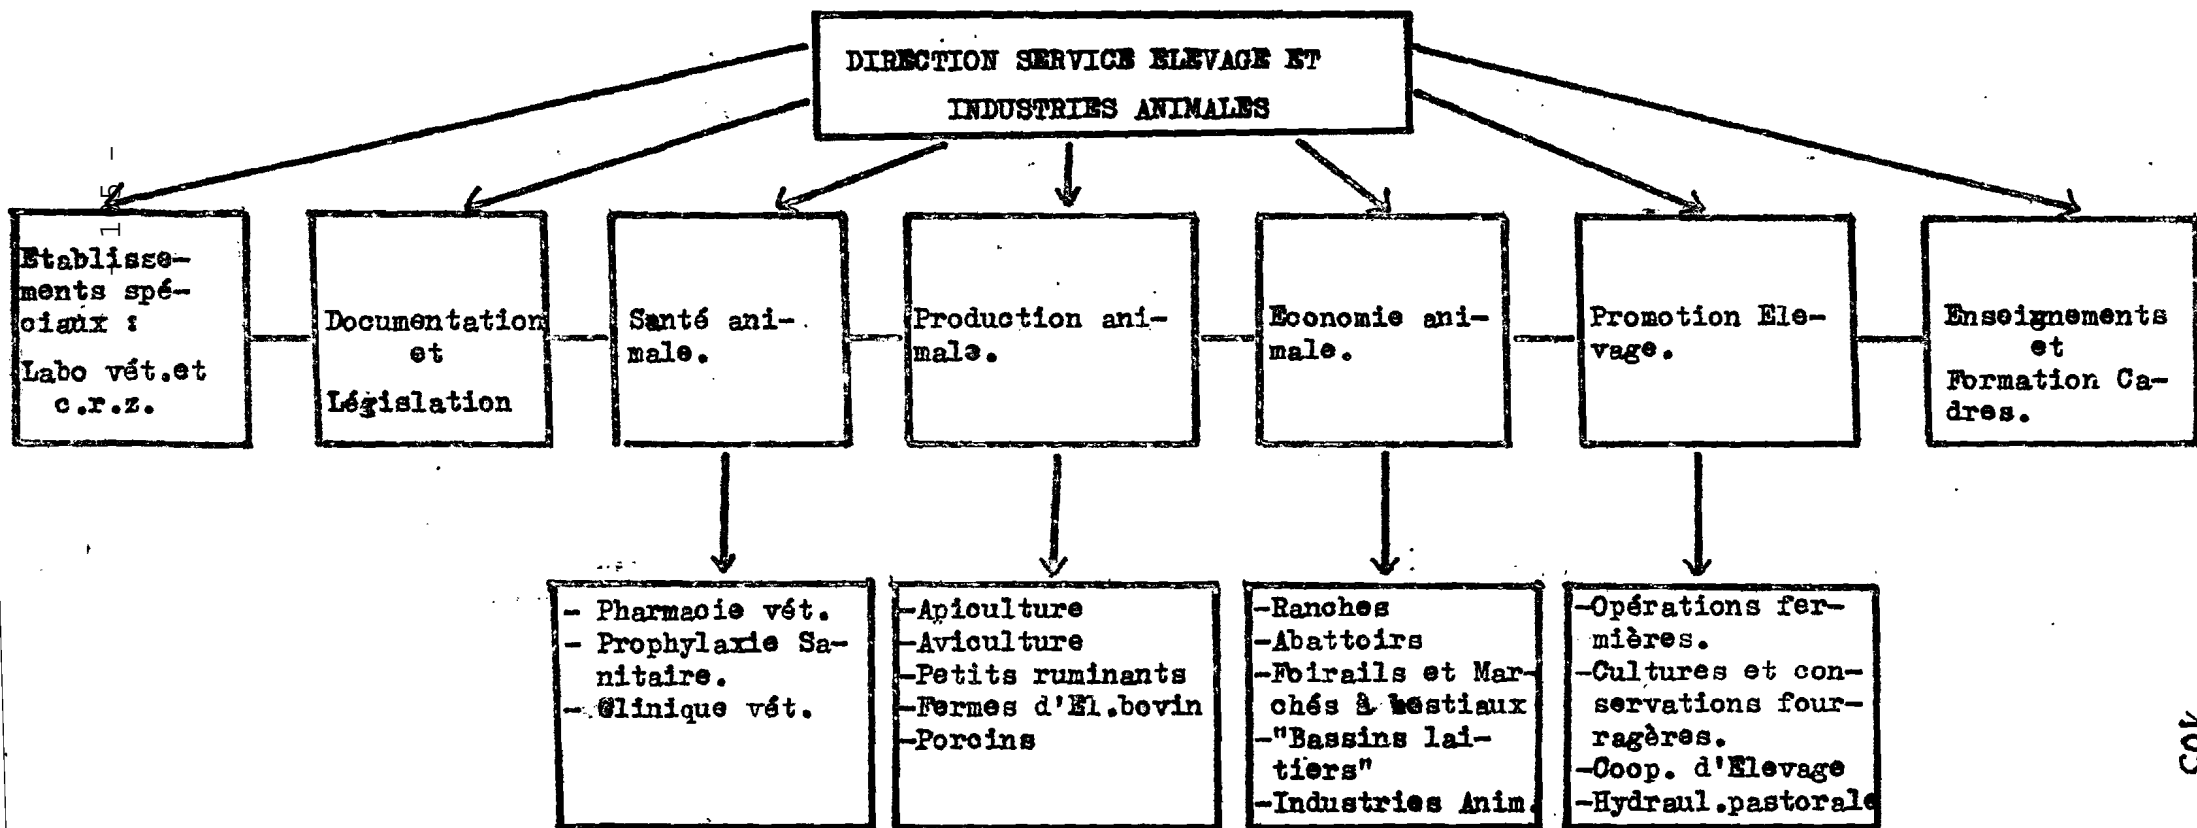 DIRECTION SERVICE ELEVAGE ET
INDUSTRIES ANIMALES
Etablisse-
ments spé-
ciaux :
Labo vét.et
c.r.z.
Documentation
et
Législation
Santé ani-
male.
Production ani-
male.
Economie ani-
male.
Promotion Ele-
vage.
Enseignements
et
Formation Ca-
dres.
- Pharmacie vét.
- Prophylaxie Sa-
nitaire.
- Clinique vét.
-Apiculture
-Aviculture
-Petits ruminants
-Fermes d'El.bovin
-Porcins
-Ranches
-Abattoirs
-Foirails et Mar-
chés à bestiaux
-"Bassins lai-
tiers"
-Industries Anim.
-Opérations fer-
mières.
-Cultures et con-
servations four-
ragères.
-Coop. d'Elevage
-Hydraul.pastorale